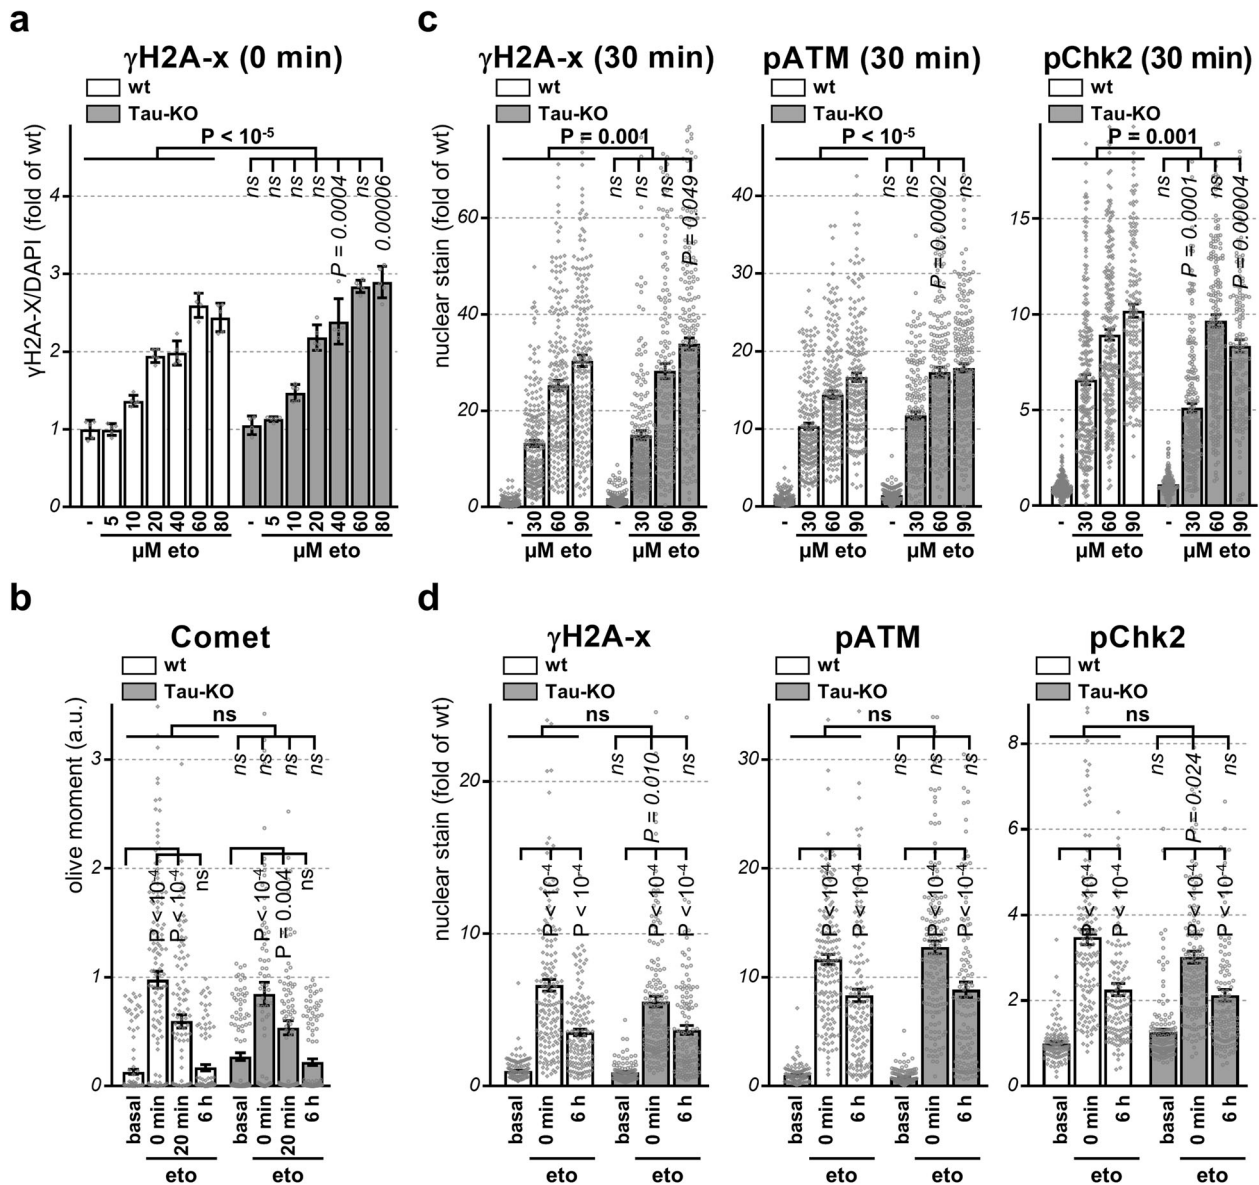 a
γH2A-x (0 min)
wt
Tau-KO
P < 10-5
γH2A-X/DAPI (fold of wt)
4
3
2
1
0
ns
ns
ns
ns
P = 0.0004
ns
0.00006
- 5 10 20 40 60 80
- 5 10 20 40 60 80
µM eto
µM eto
c
γH2A-x (30 min)
wt
Tau-KO
P = 0.001
nuclear stain (fold of wt)
60
40
20
0
ns
ns
ns
P = 0.049
- 30 60 90
- 30 60 90
µM eto
µM eto
pATM (30 min)
wt
Tau-KO
P < 10-5
40
30
20
10
0
ns
ns
P = 0.00002
ns
- 30 60 90
- 30 60 90
µM eto
µM eto
pChk2 (30 min)
wt
Tau-KO
P = 0.001
15
10
5
0
ns
P = 0.0001
ns
P = 0.00004
- 30 60 90
- 30 60 90
µM eto
µM eto
b
Comet
wt
Tau-KO
ns
olive moment (a.u.)
3
2
1
0
ns
ns
ns
ns
P < 10-4
P < 10-4
ns
P < 10-4
P = 0.004
ns
basal 0 min 20 min 6 h
basal 0 min 20 min 6 h
eto
eto
d
γH2A-x
wt
Tau-KO
ns
nuclear stain (fold of wt)
20
10
0
ns
P = 0.010
ns
P < 10-4
P < 10-4
P < 10-4
P < 10-4
basal 0 min 6 h
basal 0 min 6 h
eto
eto
pATM
wt
Tau-KO
ns
30
20
10
0
ns
ns
ns
P < 10-4
P < 10-4
P < 10-4
P < 10-4
basal 0 min 6 h
basal 0 min 6 h
eto
eto
pChk2
wt
Tau-KO
ns
8
6
4
2
0
ns
P = 0.024
ns
P < 10-4
P < 10-4
P < 10-4
P < 10-4
basal 0 min 6 h
basal 0 min 6 h
eto
eto